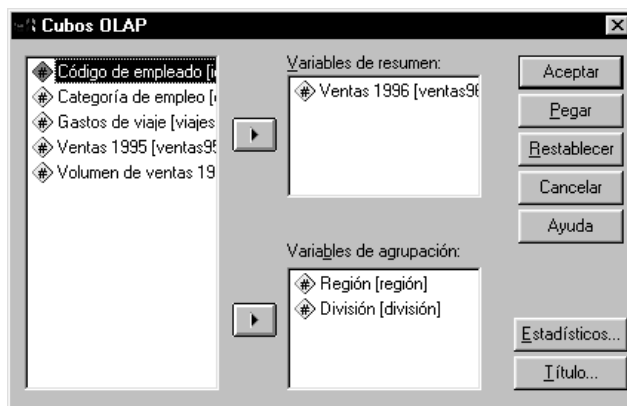 Cubos OLAP
Código de empleado [i
Categoría de empleo [
Gastos de viaje [viajes
Ventas 1995 [ventas95
Volumen de ventas 19
Variables de resumen:
Ventas 1996 [ventas96
Variables de agrupación:
Región [región]
División [división]
Aceptar
Pegar
Restablecer
Cancelar
Ayuda
Estadísticos...
Título...